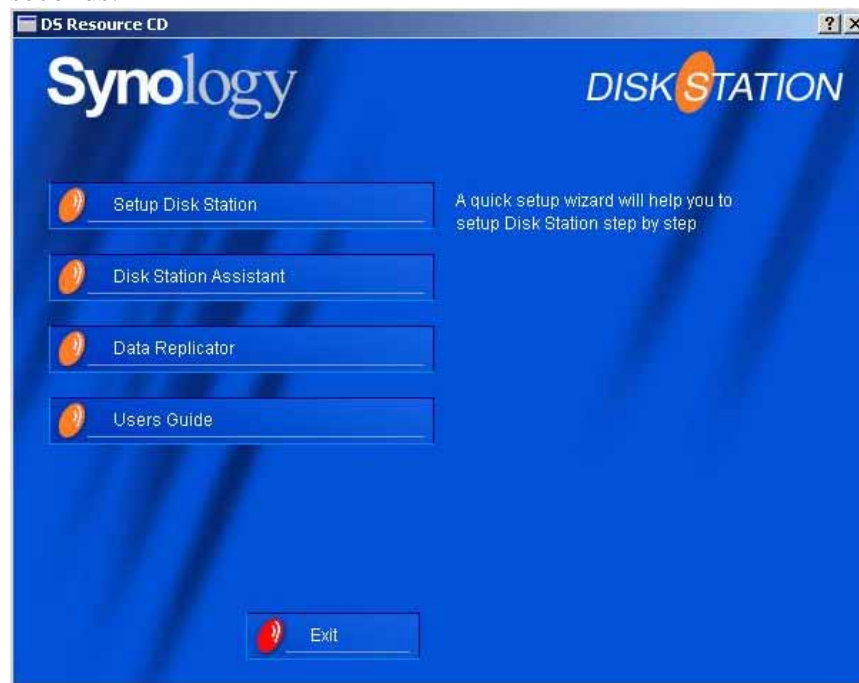 DS Resource CD
Synology
DISKSTATION
Setup Disk Station
A quick setup wizard will help you to
setup Disk Station step by step
Disk Station Assistant
Data Replicator
Users Guide
Exit